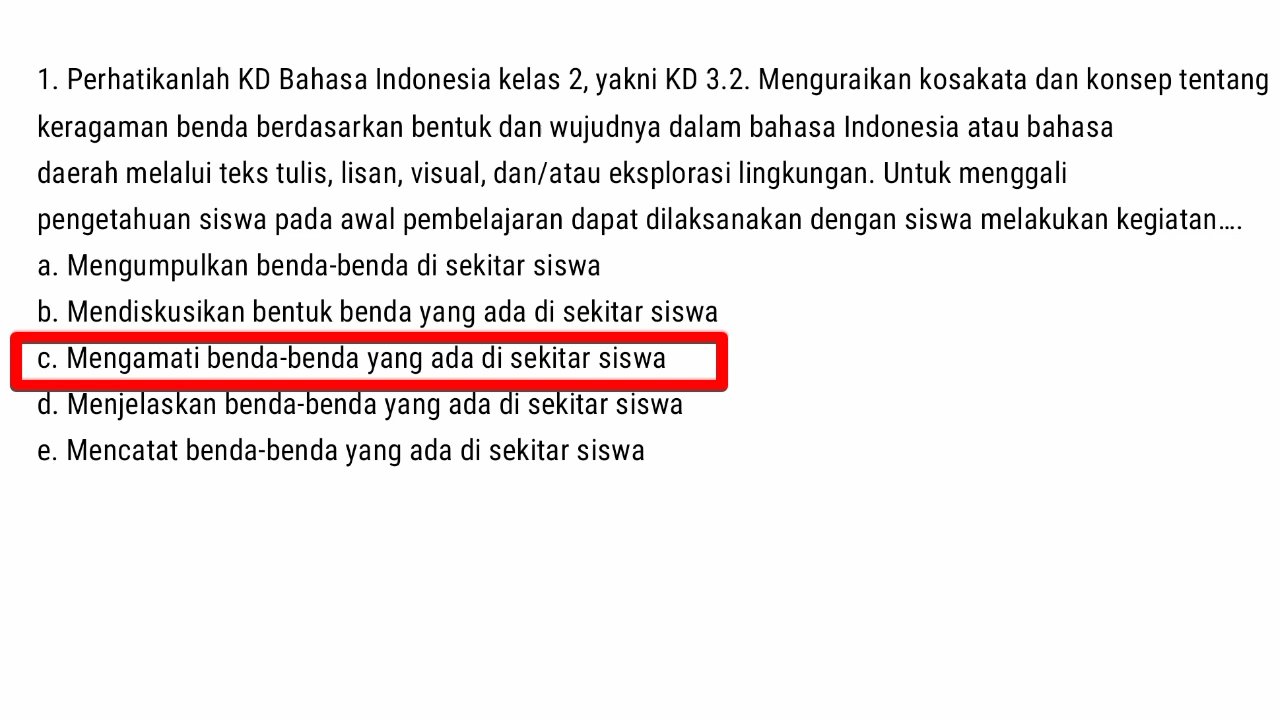 1. Perhatikanlah KD Bahasa Indonesia kelas 2, yakni KD 3.2. Menguraikan kosakata dan konsep tentang
keragaman benda berdasarkan bentuk dan wujudnya dalam bahasa Indonesia atau bahasa
daerah melalui teks tulis, lisan, visual, dan/atau eksplorasi lingkungan. Untuk menggali
pengetahuan siswa pada awal pembelajaran dapat dilaksanakan dengan siswa melakukan kegiatan….
a. Mengumpulkan benda-benda di sekitar siswa
b. Mendiskusikan bentuk benda yang ada di sekitar siswa
c. Mengamati benda-benda yang ada di sekitar siswa
d. Menjelaskan benda-benda yang ada di sekitar siswa
e. Mencatat benda-benda yang ada di sekitar siswa